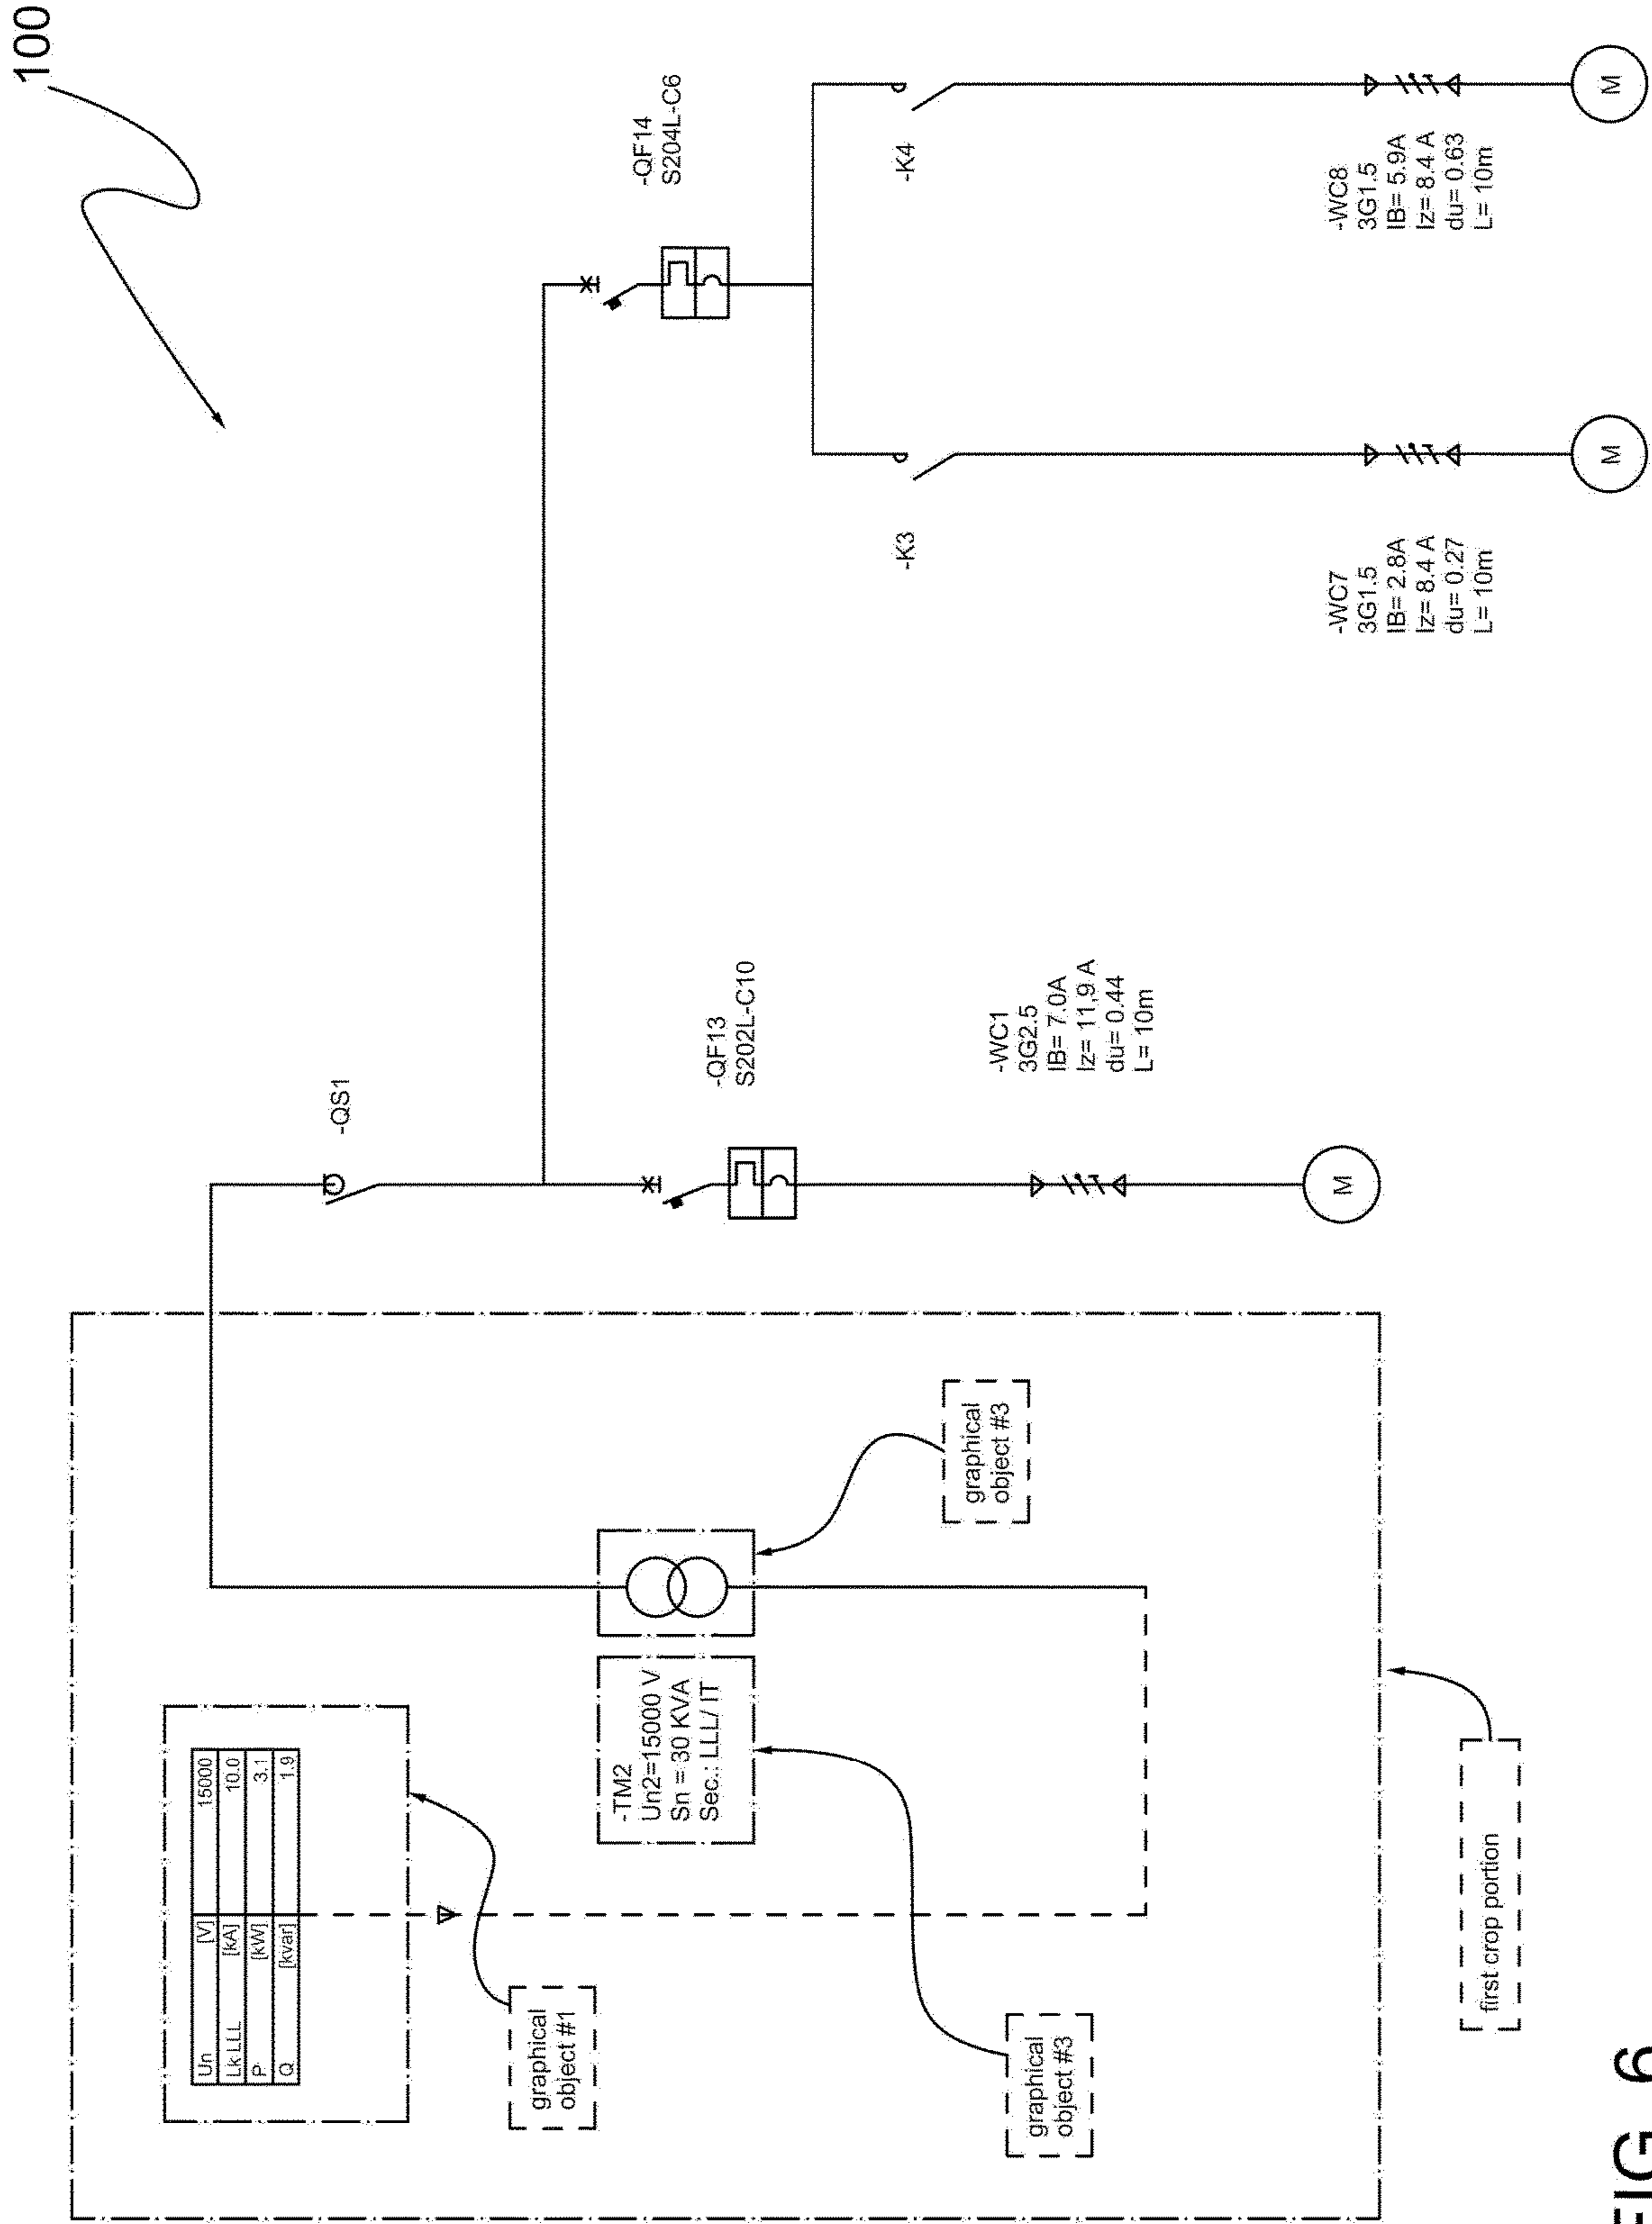 100
Un [V] 15000
Lk LLL [kA] 10.0
P [kW] 3.1
Q [kvar] 1.9
graphical
object #1
-TM2
Un2=15000 V
Sn = 30 KVA
Sec.: LLL/ IT
graphical
object #3
graphical
object #3
first crop portion
-QS1
-QF13
S202L-C10
-WC1
3G2.5
IB= 7.0A
Iz= 11,9 A
du= 0.44
L= 10m
M
-QF14
S204L-C6
-K3
-K4
-WC7
3G1.5
IB= 2.8A
Iz= 8.4 A
du= 0.27
L= 10m
M
-WC8
3G1.5
IB= 5.9A
Iz= 8.4 A
du= 0.63
L= 10m
M